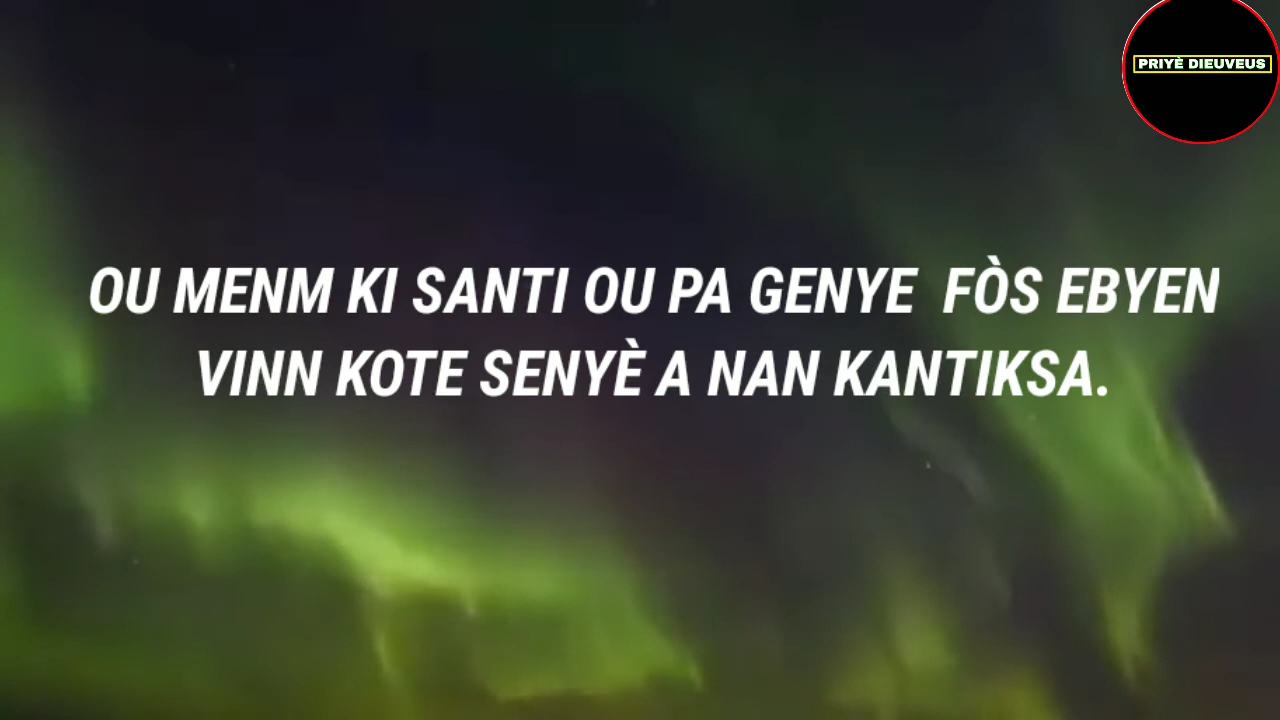 PRIYÈ DIEUVEUS
OU MENM KI SANTI OU PA GENYE FÒS EBYEN
VINN KOTE SENYÈ A NAN KANTIKSA.